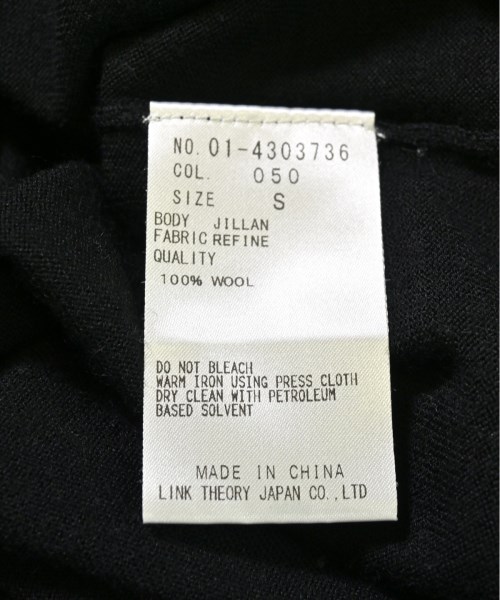 NO. 01-4303736
COL. 050
SIZE S
BODY JILLAN
FABRIC REFINE
QUALITY
100% WOOL
DO NOT BLEACH
WARM IRON USING PRESS CLOTH
DRY CLEAN WITH PETROLEUM
BASED SOLVENT
MADE IN CHINA
LINK THEORY JAPAN CO.,LTD